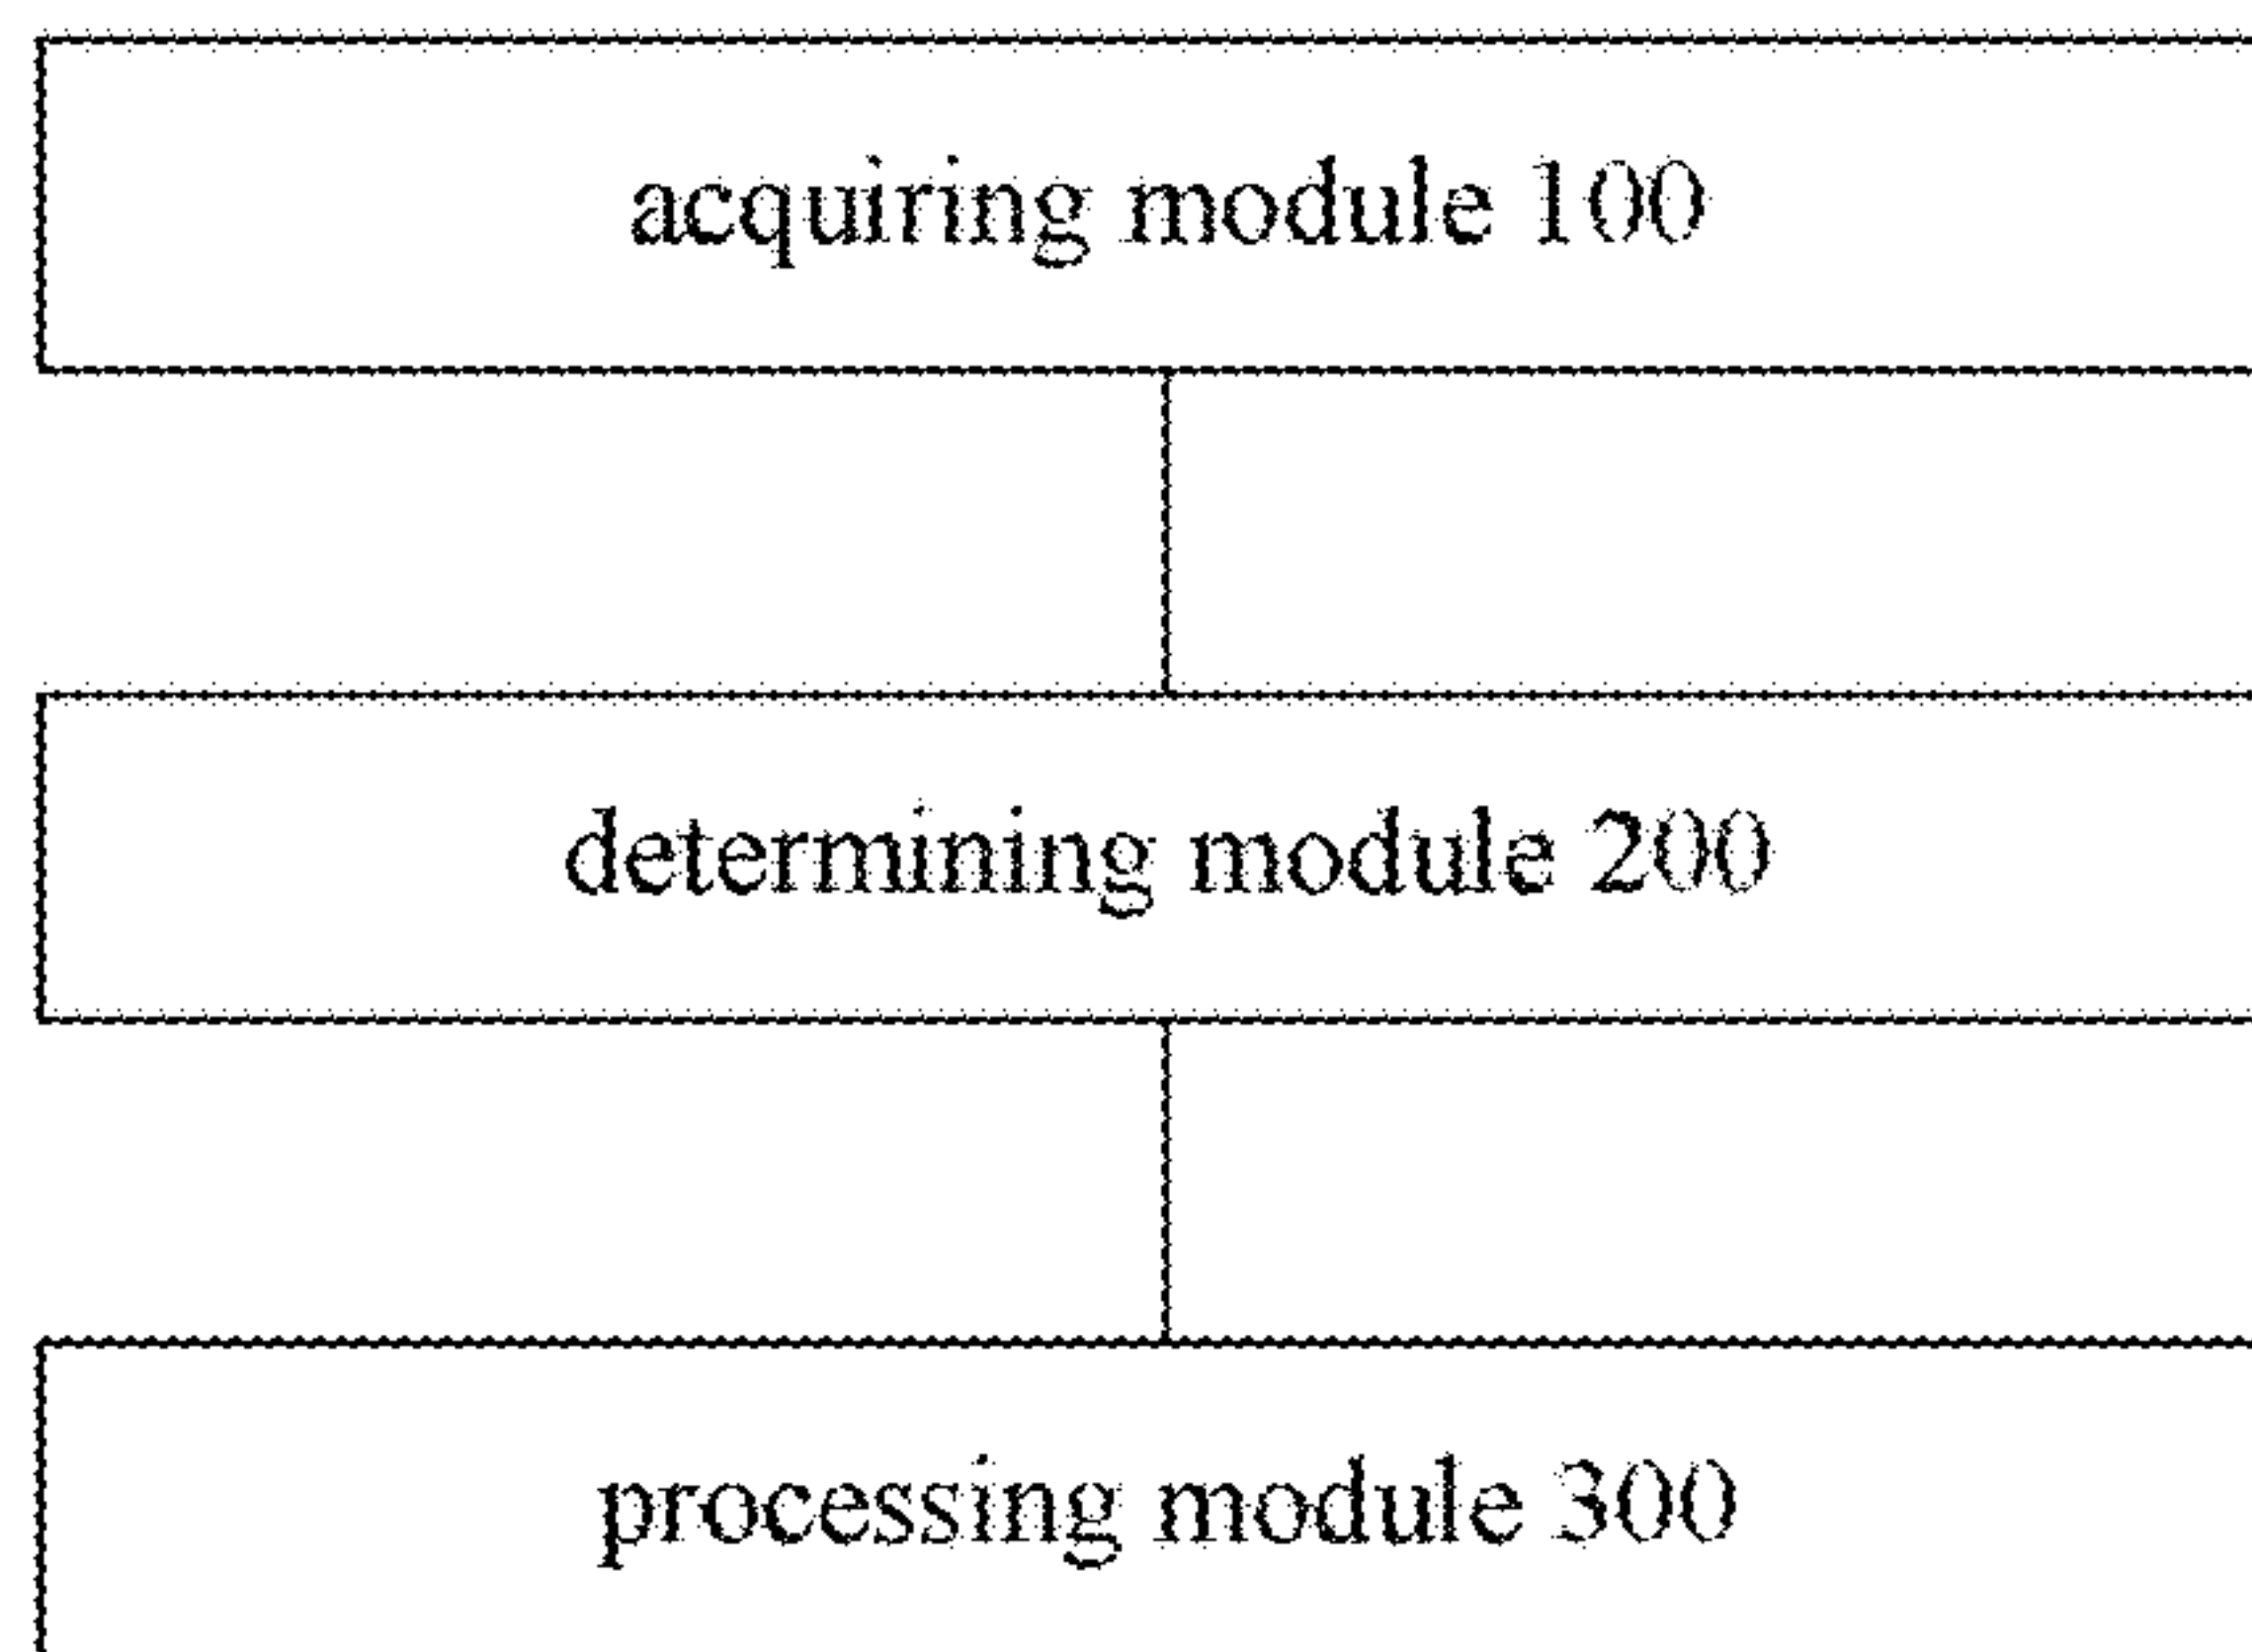 acquiring module 100
determining module 200
processing module 300